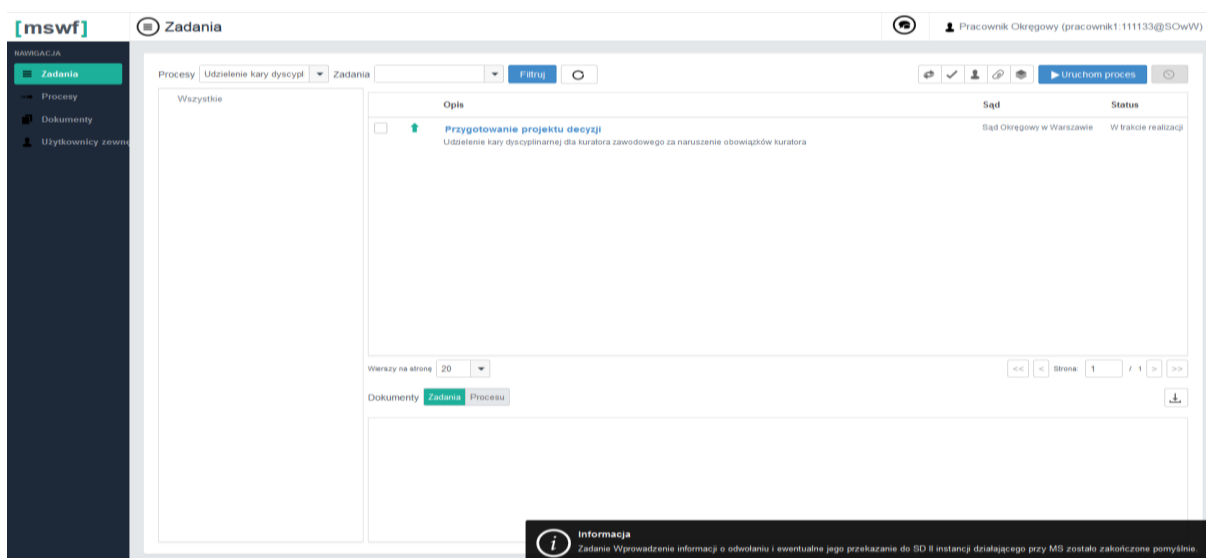 [mswf]
Zadania
Pracownik Okręgowy (pracownik1:111133@SOwW)
NAWIGACJA
Zadania
Procesy
Dokumenty
Użytkownicy zewnę
Procesy Udzielenie kary dyscypl Zadania Filtruj Uruchom proces
Wszystkie
Opis Sąd Status
Przygotowanie projektu decyzji Sąd Okręgowy w Warszawie W trakcie realizacji
Udzielenie kary dyscyplinarnej dla kuratora zawodowego za naruszenie obowiązków kuratora
Wierszy na stronę 20 << < Strona: 1 / 1 > >>
Dokumenty Zadania Procesu
Informacja
Zadanie Wprowadzenie informacji o odwołaniu i ewentualne jego przekazanie do SD II instancji działającego przy MS zostało zakończone pomyślnie.